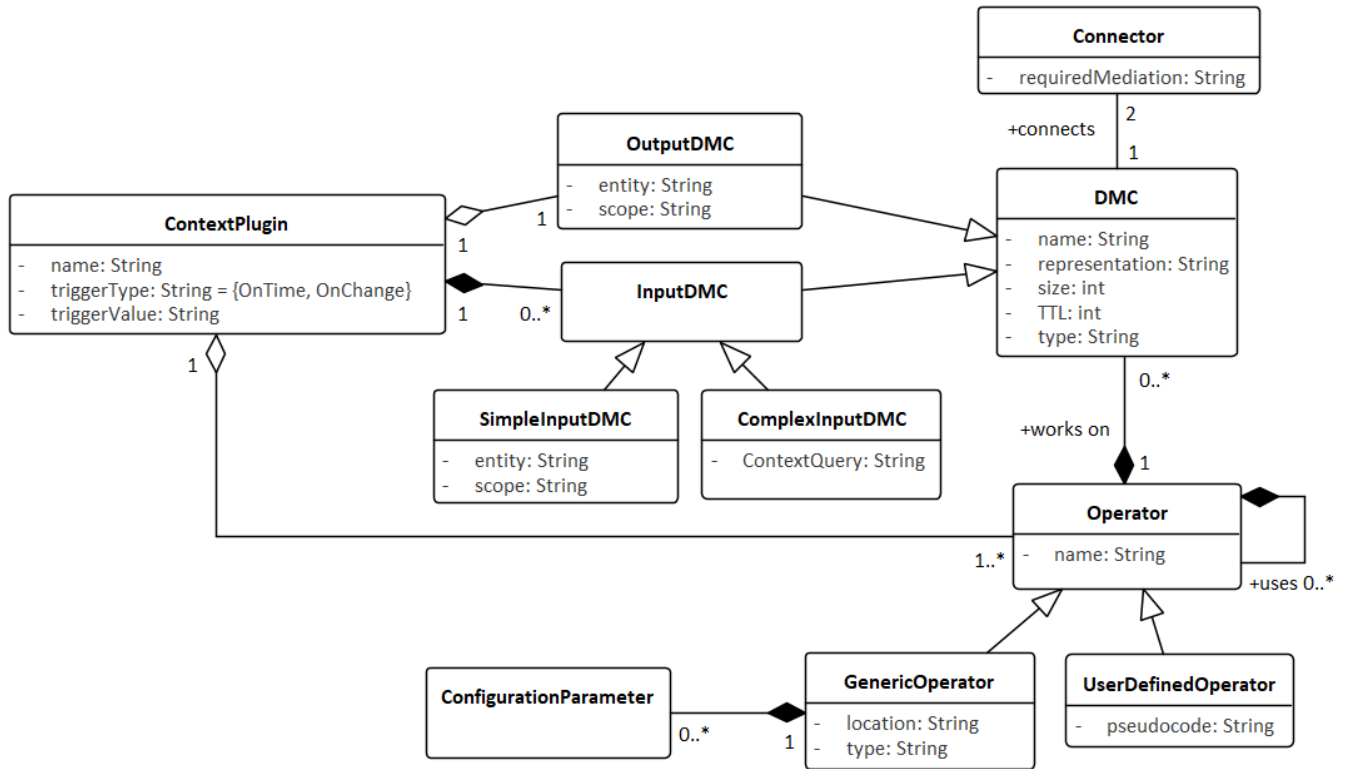 Connector
- requiredMediation: String
2
+connects
1
OutputDMC
- entity: String
- scope: String
DMC
- name: String
- representation: String
- size: int
- TTL: int
- type: String
ContextPlugin
- name: String
- triggerType: String = {OnTime, OnChange}
- triggerValue: String
1
1
InputDMC
1
0..*
1
SimpleInputDMC
- entity: String
- scope: String
ComplexInputDMC
- ContextQuery: String
0..*
+works on
1
Operator
- name: String
1..*
+uses 0..*
GenericOperator
- location: String
- type: String
UserDefinedOperator
- pseudocode: String
ConfigurationParameter
0..*
1